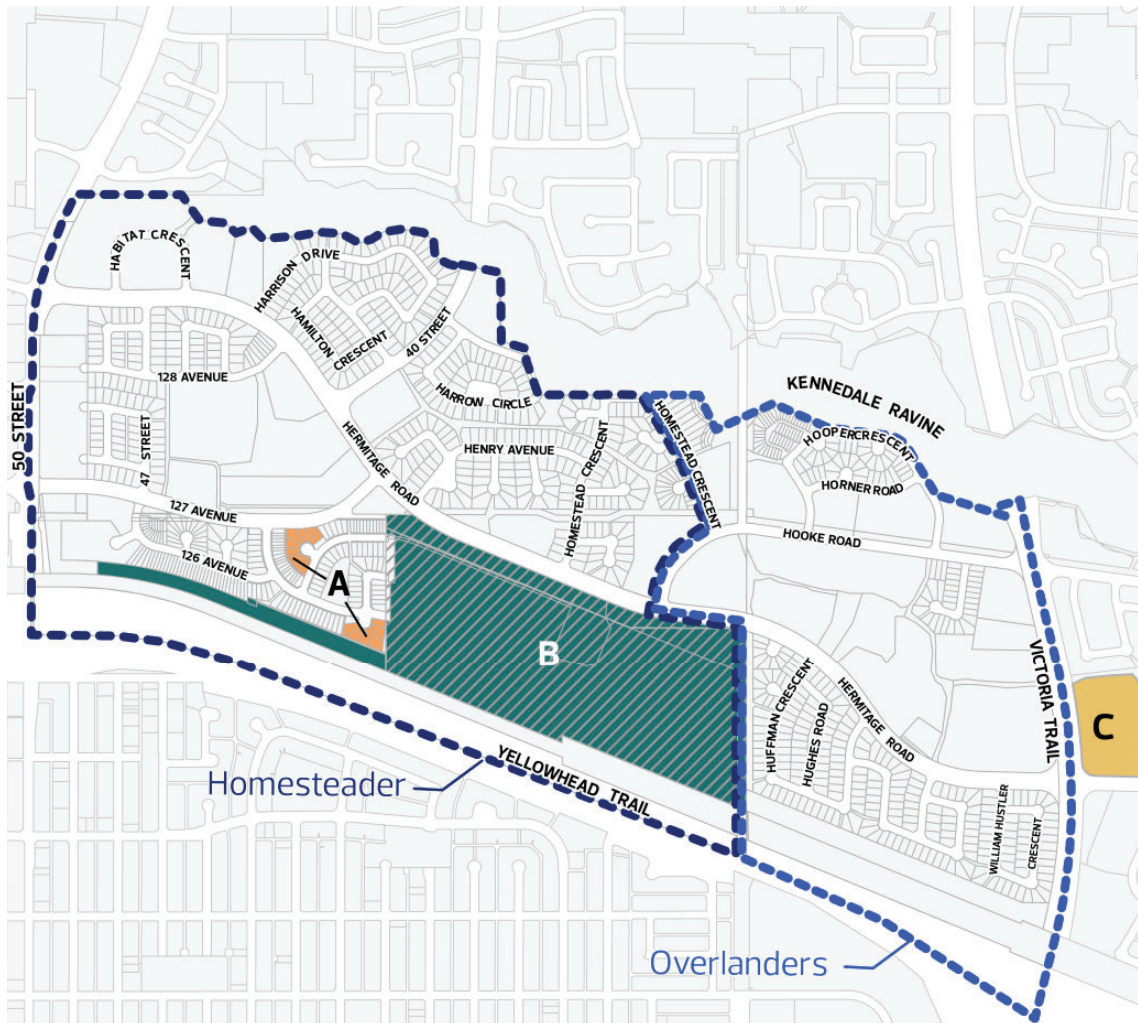 HABITAT CRESCENT
HARRISON DRIVE
HAMILTON
CRESCENT
40 STREET
128 AVENUE
HARROW CIRCLE
KENNEDALE RAVINE
50 STREET
47 STREET
HERMITAGE ROAD
HENRY AVENUE
HOMESTEAD CRESCENT
HOMESTEAD CRESCENT
HOOPERCRESCENT
HORNER ROAD
HOOKE ROAD
127 AVENUE
126 AVENUE
A
B
HUFFMAN CRESCENT
HUGHES ROAD
HERMITAGE ROAD
VICTORIA TRAIL
C
Homesteader
YELLOWHEAD TRAIL
WILLIAM HUSTLER
CRESCENT
Overlanders